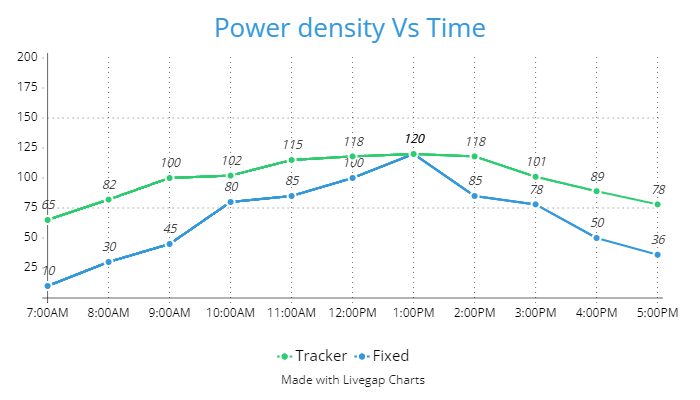 Power density Vs Time
200
175
150
125
100
75
50
25
65 82 100 102 115 118 120 118 101 89 78
10 30 45 80 85 100 120 85 78 50 36
7:00AM 8:00AM 9:00AM 10:00AM 11:00AM 12:00PM 1:00PM 2:00PM 3:00PM 4:00PM 5:00PM
Tracker Fixed
Made with Livegap Charts